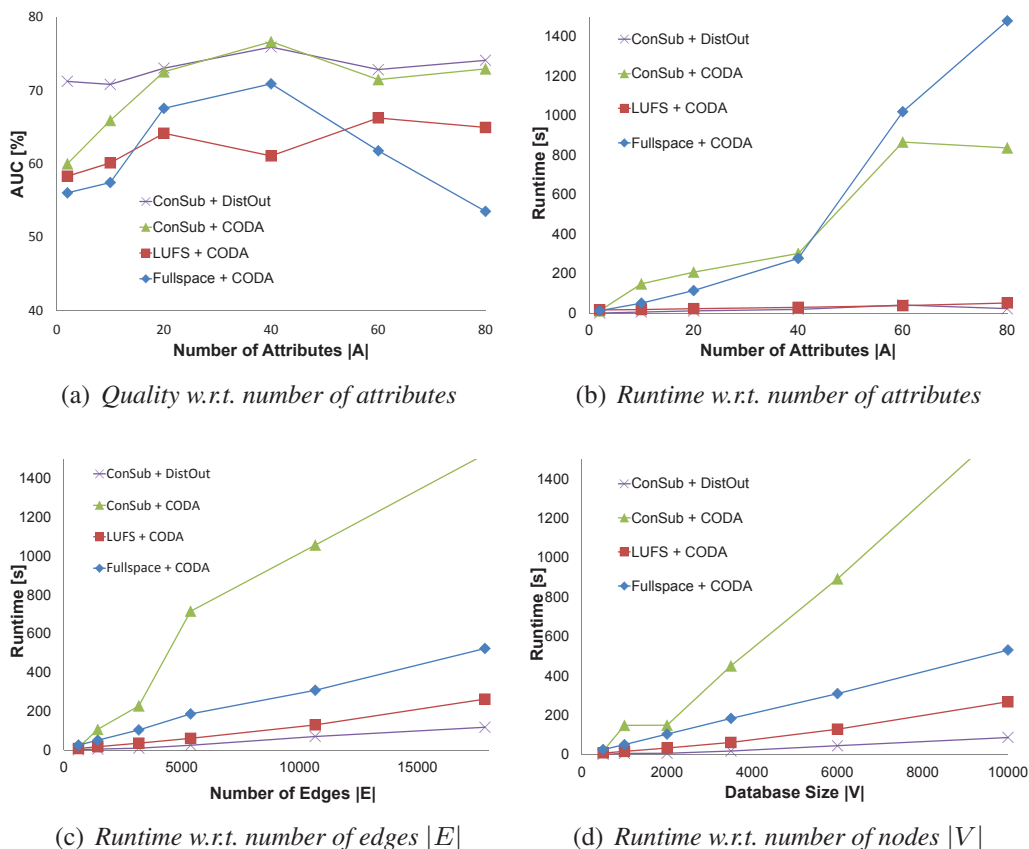 80
70
60
50
40
AUC [%]
ConSub + DistOut
ConSub + CODA
LUFS + CODA
Fullspace + CODA
0 20 40 60 80
Number of Attributes |A|
(a) Quality w.r.t. number of attributes
1400
1200
1000
800
600
400
200
0
Runtime [s]
ConSub + DistOut
ConSub + CODA
LUFS + CODA
Fullspace + CODA
0 20 40 60 80
Number of Attributes |A|
(b) Runtime w.r.t. number of attributes
1400
1200
1000
800
600
400
200
0
Runtime [s]
ConSub + DistOut
ConSub + CODA
LUFS + CODA
Fullspace + CODA
0 5000 10000 15000
Number of Edges |E|
(c) Runtime w.r.t. number of edges |E|
1400
1200
1000
800
600
400
200
0
Runtime [s]
ConSub + DistOut
ConSub + CODA
LUFS + CODA
Fullspace + CODA
0 2000 4000 6000 8000 10000
Database Size |V|
(d) Runtime w.r.t. number of nodes |V|